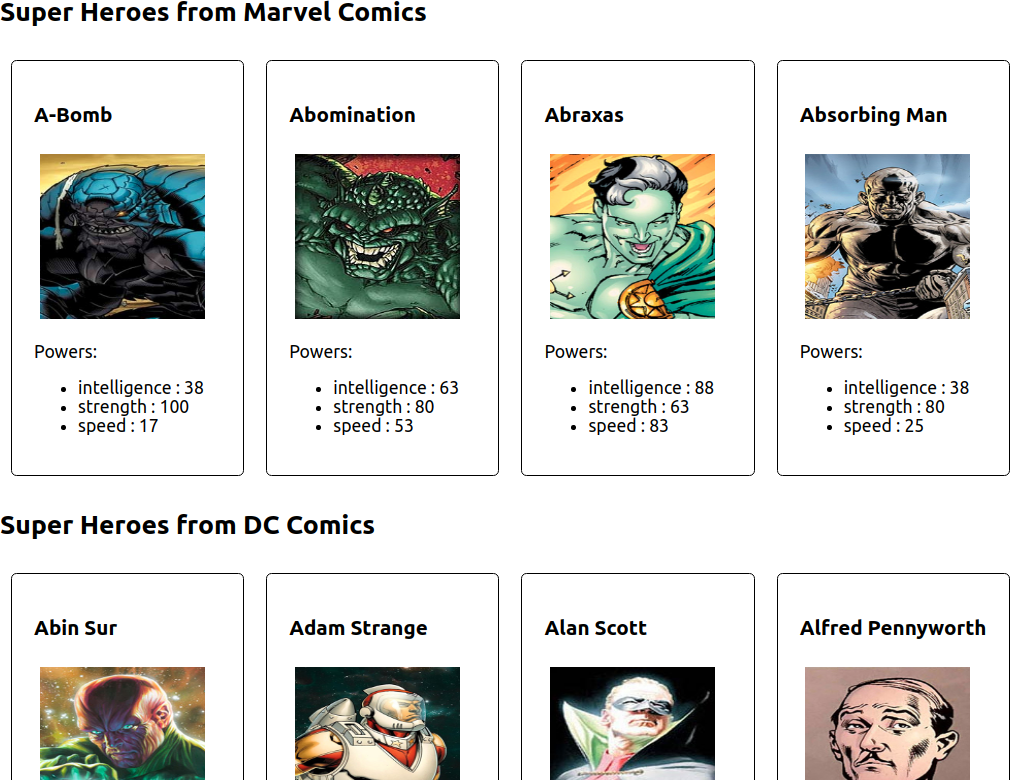 Super Heroes from Marvel Comics
A-Bomb
Powers:
• intelligence : 38
• strength : 100
• speed : 17
Abomination
Powers:
• intelligence : 63
• strength : 80
• speed : 53
Abraxas
Powers:
• intelligence : 88
• strength : 63
• speed : 83
Absorbing Man
Powers:
• intelligence : 38
• strength : 80
• speed : 25
Super Heroes from DC Comics
Abin Sur
Adam Strange
Alan Scott
Alfred Pennyworth